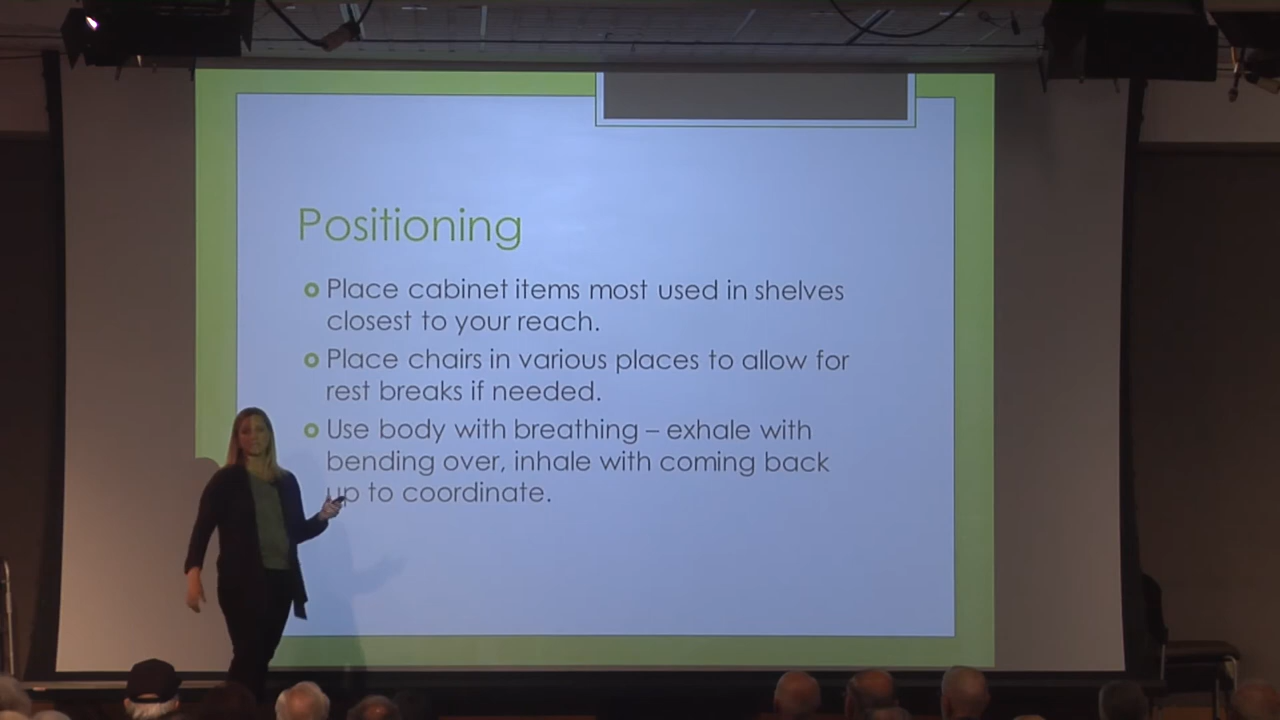 Positioning
Place cabinet items most used in shelves
closest to your reach.
Place chairs in various places to allow for
rest breaks if needed.
Use body with breathing – exhale with
bending over, inhale with coming back
up to coordinate.